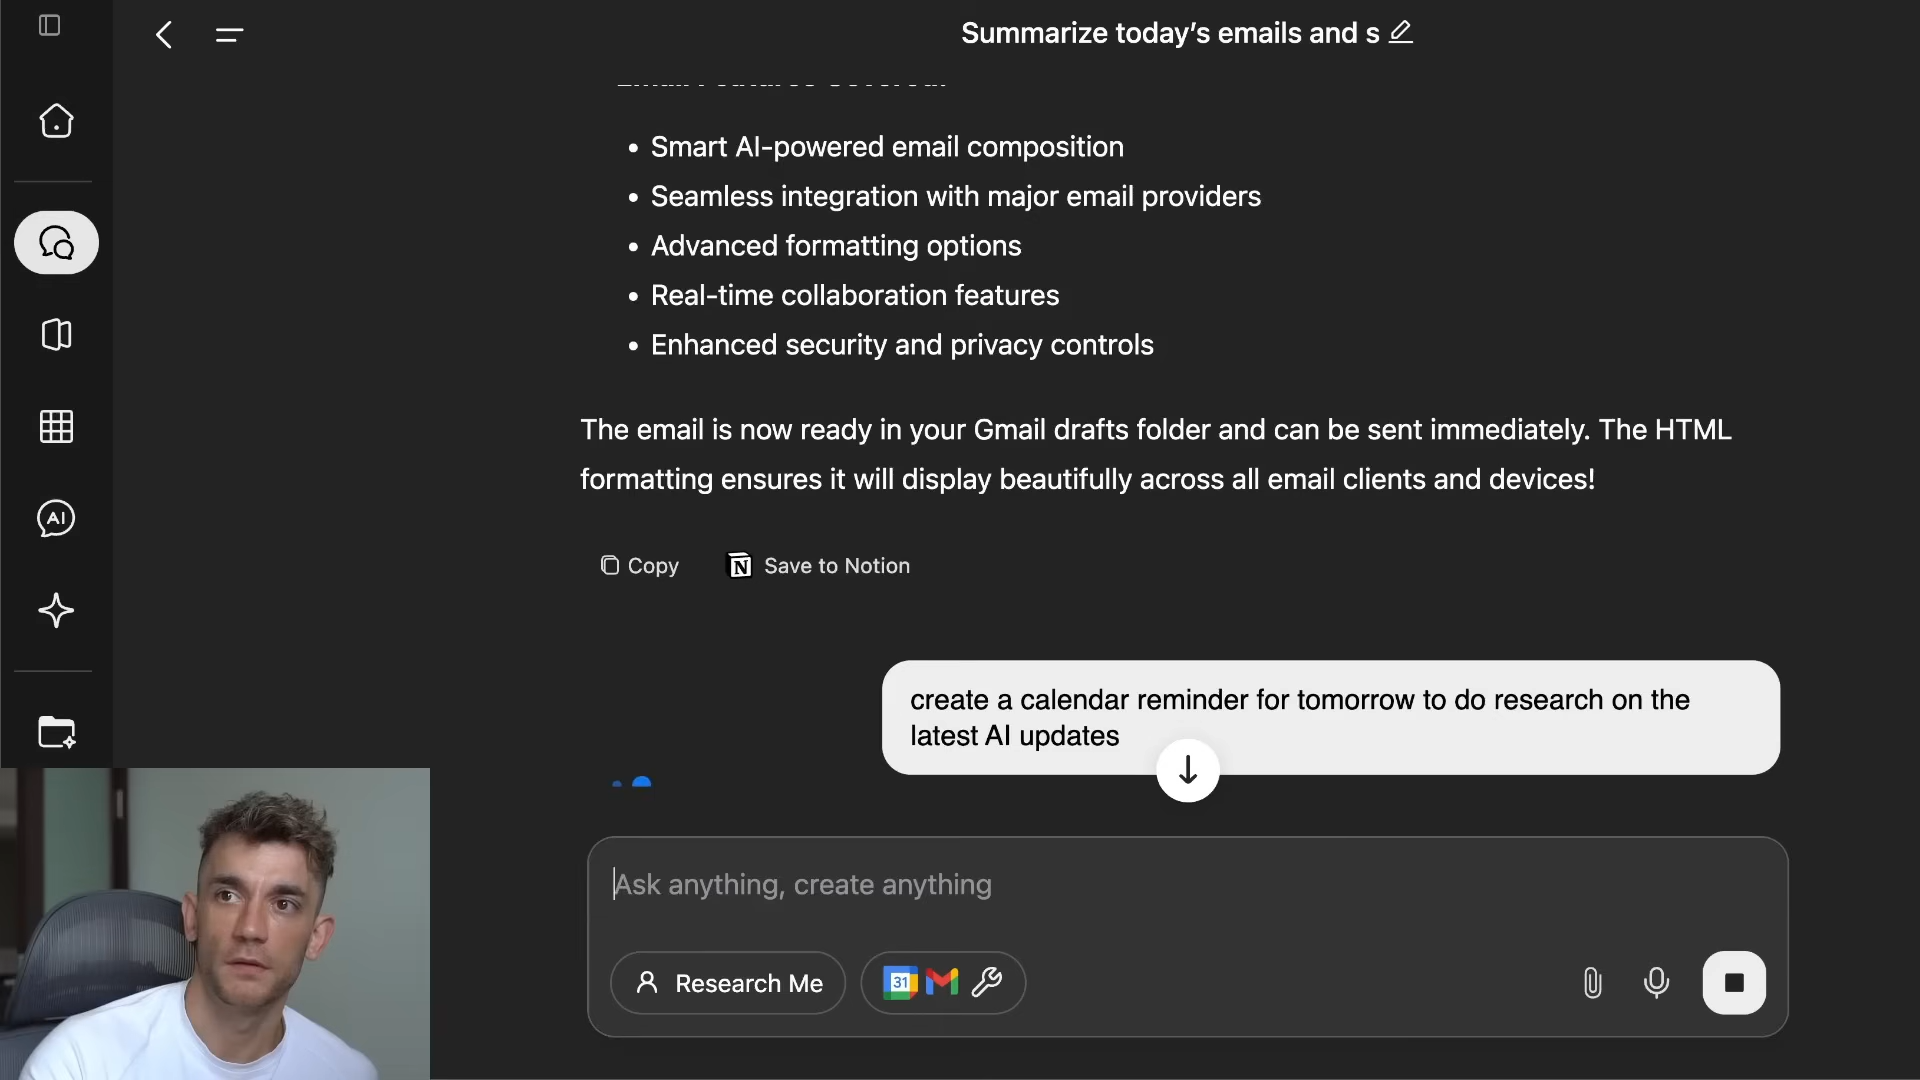 Summarize today's emails and s
• Smart AI-powered email composition
• Seamless integration with major email providers
• Advanced formatting options
• Real-time collaboration features
• Enhanced security and privacy controls
The email is now ready in your Gmail drafts folder and can be sent immediately. The HTML
formatting ensures it will display beautifully across all email clients and devices!
Copy
N Save to Notion
create a calendar reminder for tomorrow to do research on the
latest AI updates
AI
Ask anything, create anything
Research Me
31